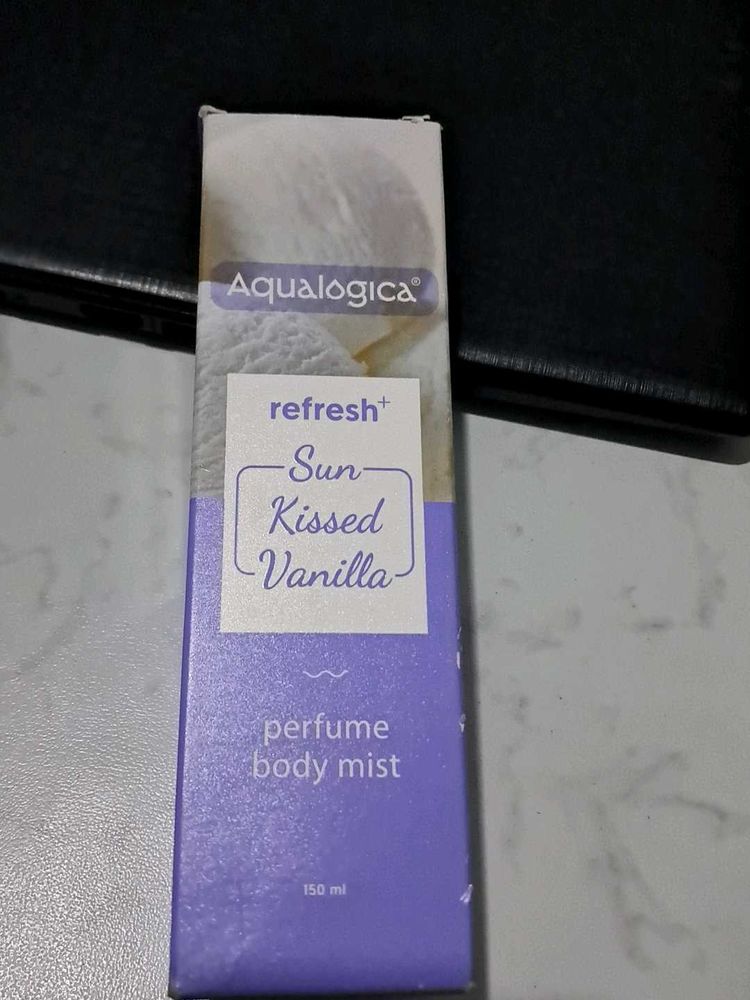 Aqualogica®
refresh+
Sun
Kissed
Vanilla
perfume
body mist
150 ml